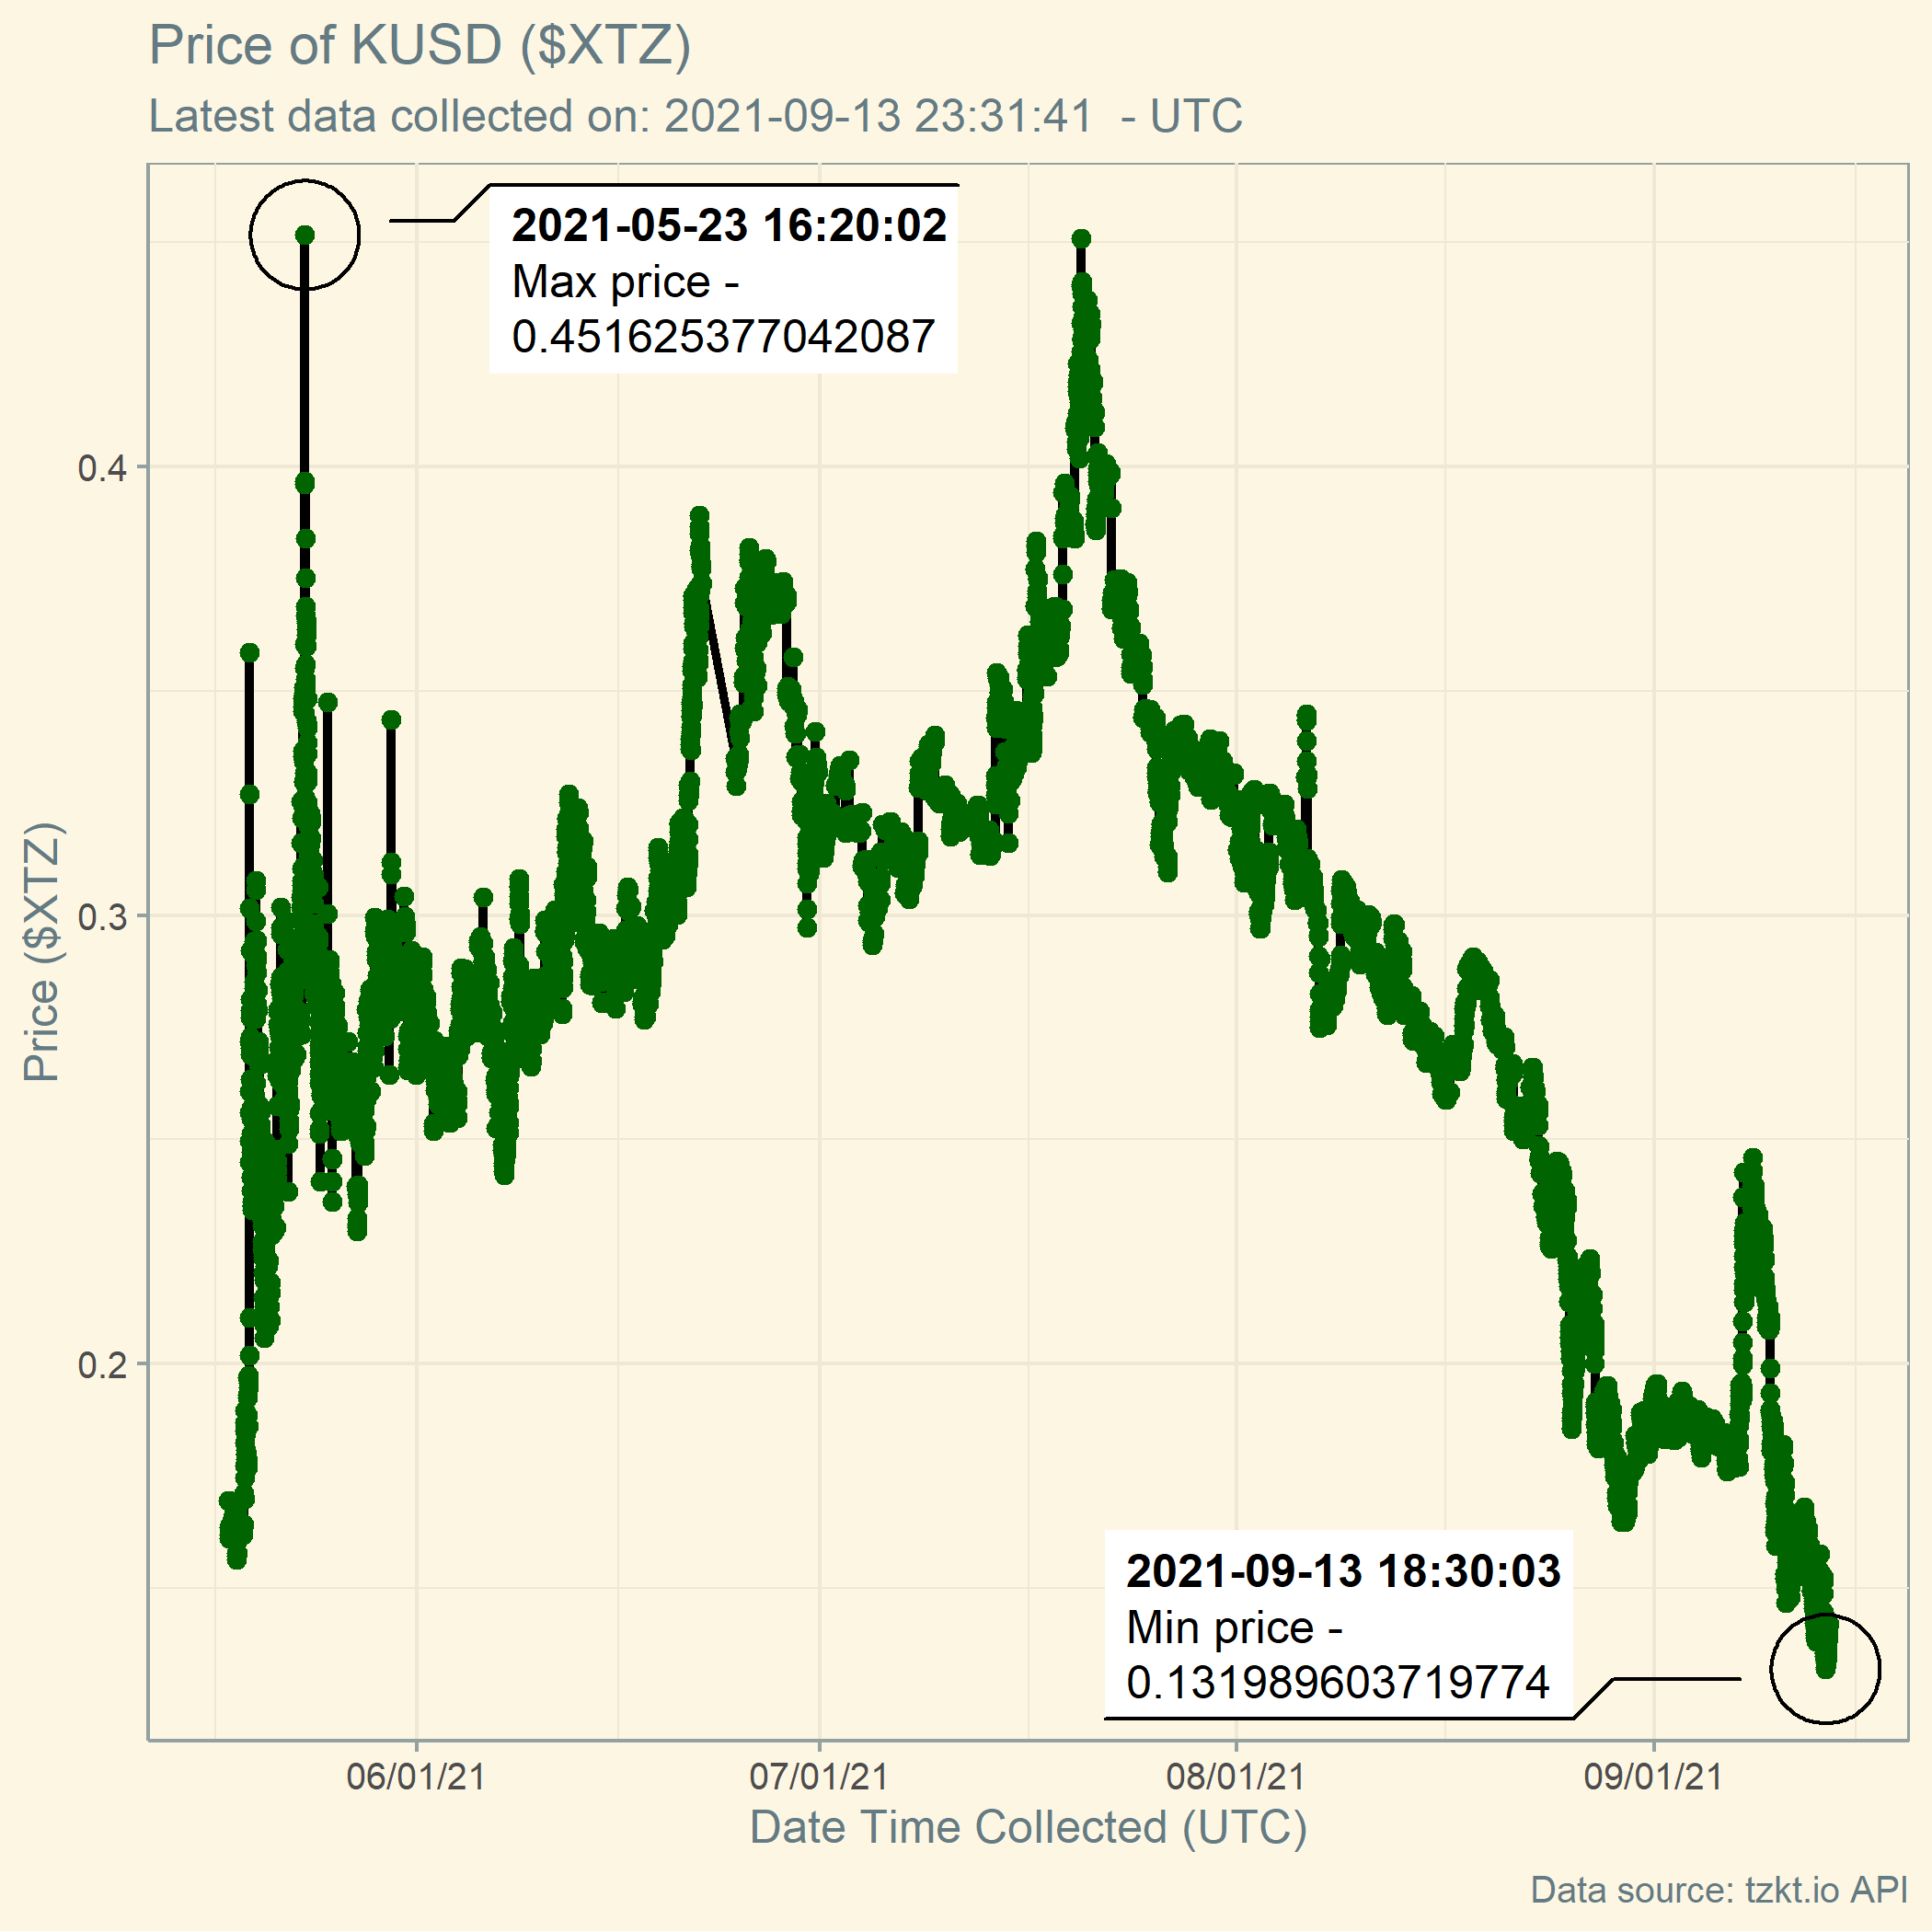 Price of KUSD ($XTZ)
Latest data collected on: 2021-09-13 23:31:41  - UTC
2021-05-23 16:20:02
Max price -
0.451625377042087
0.4
0.3
0.2
Price ($XTZ)
2021-09-13 18:30:03
Min price -
0.131989603719774
06/01/21
07/01/21
08/01/21
09/01/21
Date Time Collected (UTC)
Data source: tzkt.io API